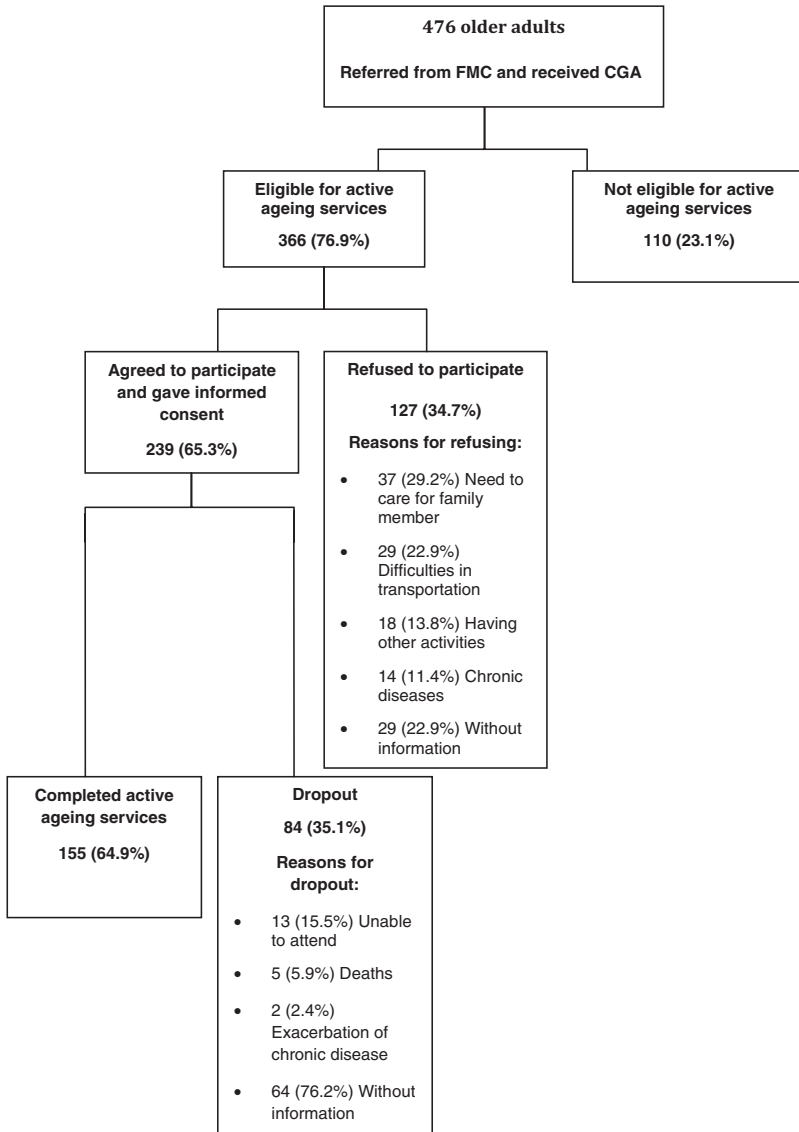 476 older adults
Referred from FMC and received CGA
Eligible for active
ageing services
366 (76.9%)
Not eligible for active
ageing services
110 (23.1%)
Agreed to participate
and gave informed
consent
239 (65.3%)
Refused to participate
127 (34.7%)
Reasons for refusing:
• 37 (29.2%) Need to
care for family
member
• 29 (22.9%)
Difficulties in
transportation
• 18 (13.8%) Having
other activities
• 14 (11.4%) Chronic
diseases
• 29 (22.9%) Without
information
Completed active
ageing services
155 (64.9%)
Dropout
84 (35.1%)
Reasons for
dropout:
• 13 (15.5%) Unable
to attend
• 5 (5.9%) Deaths
• 2 (2.4%)
Exacerbation of
chronic disease
• 64 (76.2%) Without
information